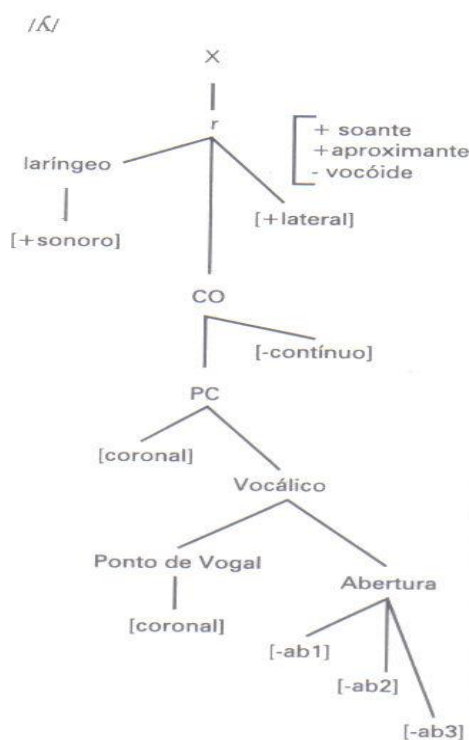 /ʎ/
X
r
+ soante
+aproximante
- vocóide
laríngeo
[+sonoro]
[+lateral]
CO
[-contínuo]
PC
[coronal]
Vocálico
Ponto de Vogal
Abertura
[coronal]
[-ab1]
[-ab2]
[-ab3]